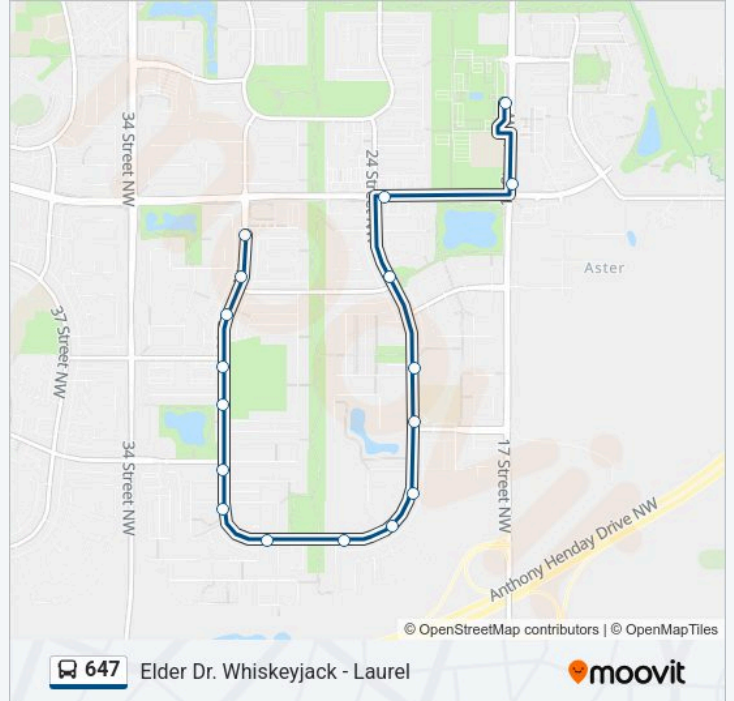 34 Street NW
24 Street NW
Aster
37 Street NW
34 Street NW
17 Street NW
Anthony Henday Drive NW
© OpenStreetMap contributors | © OpenMapTiles
647 Elder Dr. Whiskeyjack - Laurel
moovit